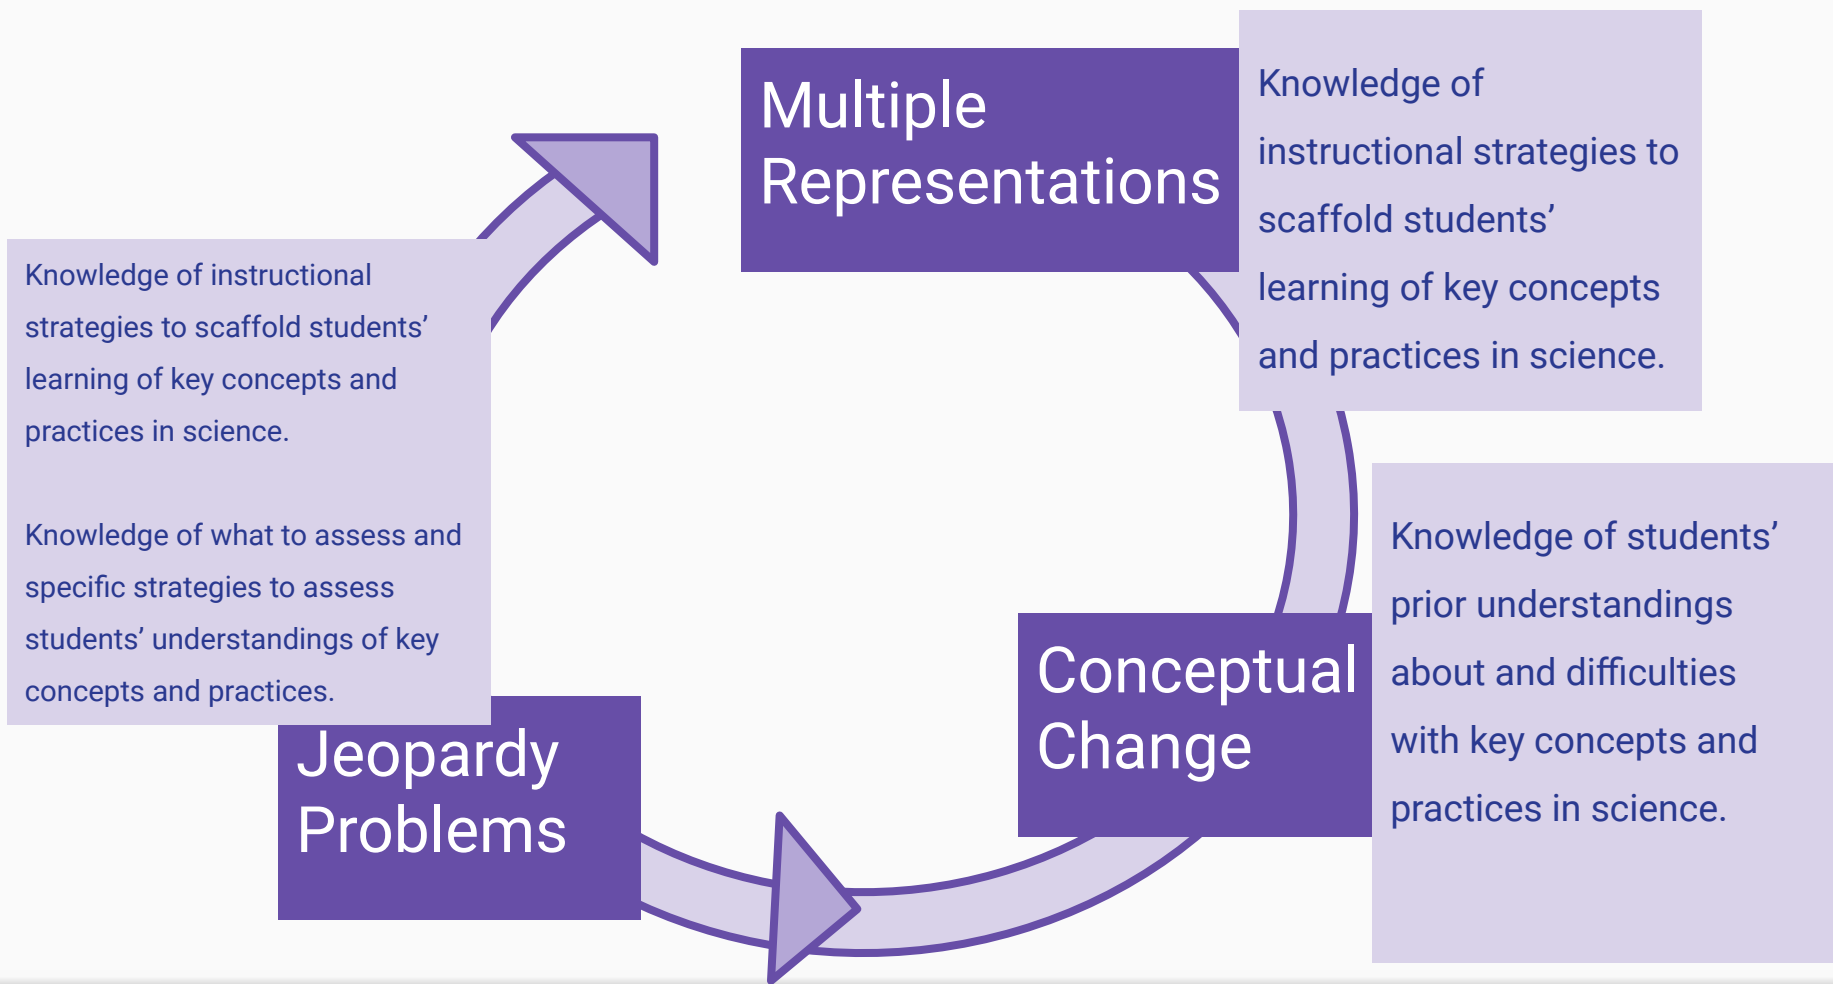 Multiple
Representations
Knowledge of
instructional strategies to
scaffold students’
learning of key concepts
and practices in science.
Knowledge of instructional
strategies to scaffold students’
learning of key concepts and
practices in science.
Knowledge of what to assess and
specific strategies to assess
students’ understandings of key
concepts and practices.
Jeopardy
Problems
Conceptual
Change
Knowledge of students’
prior understandings
about and difficulties
with key concepts and
practices in science.